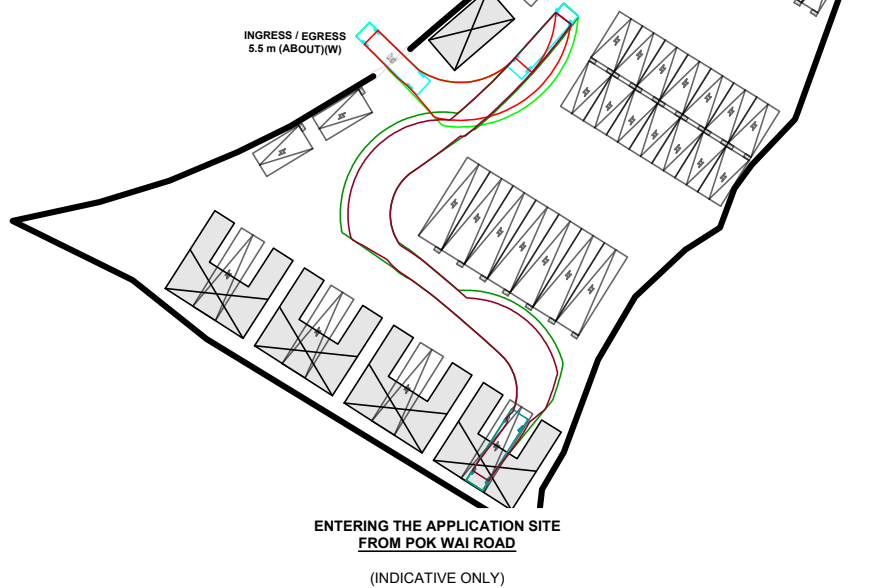 INGRESS / EGRESS
5.5 m (ABOUT)(W)
ENTERING THE APPLICATION SITE
FROM POK WAI ROAD
(INDICATIVE ONLY)